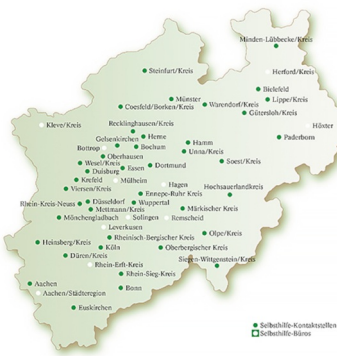 Minden-Lübbecke/Kreis
Steinfurt/Kreis
Herford/Kreis
Bielefeld
Münster
Lippe/Kreis
Coesfeld/Borken/Kreis
Warendorf/Kreis
Gütersloh/Kreis
Kleve/Kreis
Höxter
Recklinghausen/Kreis
Herne
Paderborn
Gelsenkirchen
Hamm
Bottrop
Bochum
Unna/Kreis
Oberhausen
Soest/Kreis
Wesel/Kreis
Dortmund
Duisburg
Essen
Krefeld
Mülheim
Hagen
Viersen/Kreis
Ennepe-Ruhr Kreis
Hochsauerlandkreis
Rhein-Kreis-Neuss
Düsseldorf
Wuppertal
Mettmann/Kreis
Märkischer Kreis
Mönchengladbach
Solingen
Remscheid
Leverkusen
Heinsberg/Kreis
Rheinisch-Bergischer Kreis
Olpe/Kreis
Köln
Oberbergischer Kreis
Düren/Kreis
Siegen-Wittgenstein/Kreis
Rhein-Erft-Kreis
Rhein-Sieg-Kreis
Aachen
Aachen/Städteregion
Bonn
Euskirchen
Selbsthilfe-Kontaktstellen
Selbsthilfe-Büros